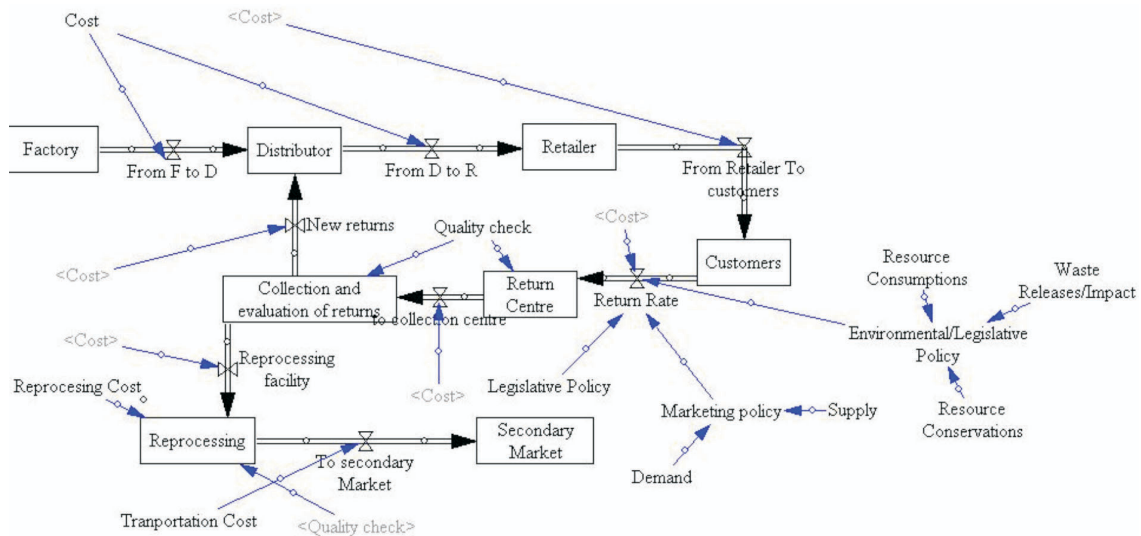 Cost
<Cost>
Factory
Distributor
Retailer
From F to D
From D to R
From Retailer To
customers
New returns
Quality check
<Cost>
<Cost>
Customers
Collection and
evaluation of returns
Return
Centre
Return Rate
to collection centre
Resource
Consumptions
Waste
Releases/Impact
Environmental/Legislative
Policy
<Cost>
Reprocessing
facility
<Cost>
Legislative Policy
Reprocesing Cost
Marketing policy
Supply
Resource
Conservations
Reprocessing
Secondary
Market
To secondary
Market
Demand
Tranportation Cost
<Quality check>